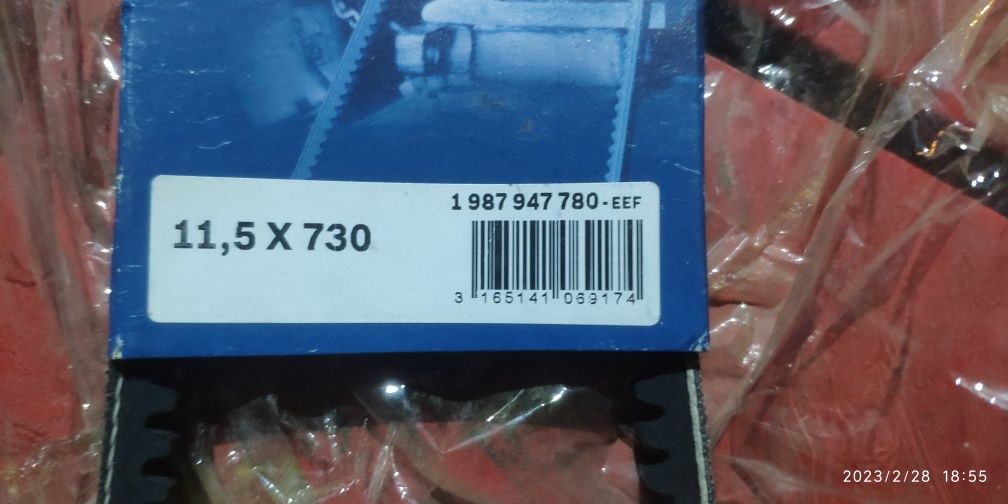 1 987 947 780-EEF
11,5 X 730
3 165141 069174
2023/2/28 18:55